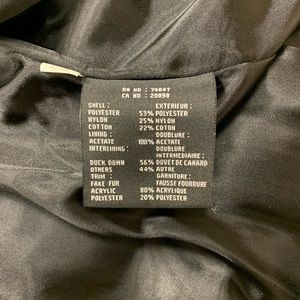 RN NO : 74047
CA NO : 20898
SHELL : EXTERIEUR :
POLYESTER 53% POLYESTER
NYLON 25% NYLON
COTTON 22% COTON
LINING : DOUBLURE :
ACETATE 100% ACETATE
INTERLINING : DOUBLURE
INTERMEDIAIRE :
DUCK DOWN 56% DUVET DE CANARD
OTHERS 44% AUTRE
TRIM : GARNITURE :
FAKE FUR FAUSSE FOURRURE
ACRYLIC 80% ACRYLIQUE
POLYESTER 20% POLYESTER